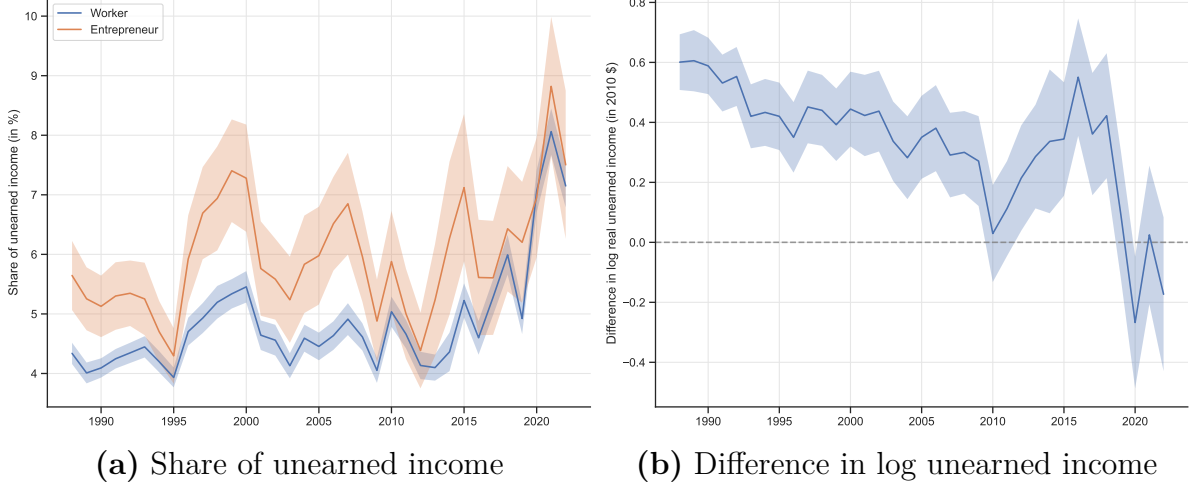 Worker
Entrepreneur
Share of unearned income (in %)
10
9
8
7
6
5
4
1990 1995 2000 2005 2010 2015 2020
(a) Share of unearned income
Difference in log real unearned income (in 2010 $)
0.8
0.6
0.4
0.2
0.0
−0.2
−0.4
1990 1995 2000 2005 2010 2015 2020
(b) Difference in log unearned income